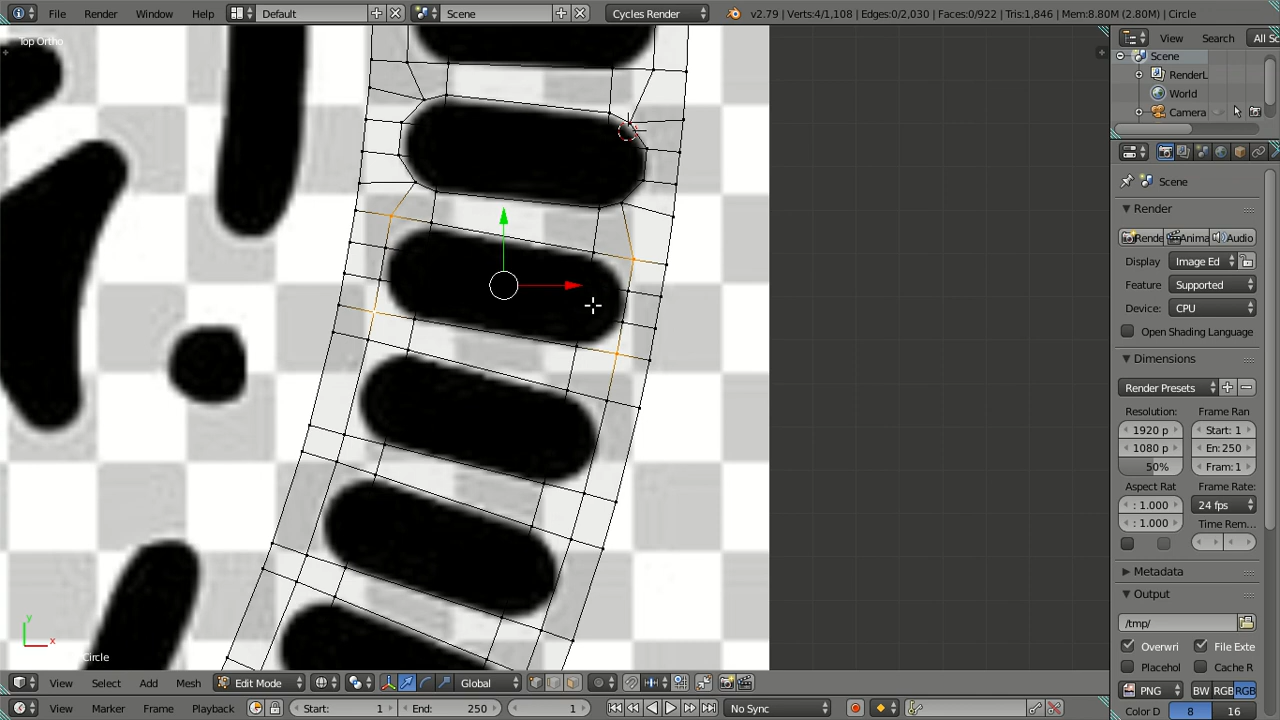 File Render Window Help Default Scene Cycles Render v2.79 | Verts:4/1,108 | Edges:0/2,030 | Faces:0/922 | Tris:1,846 | Mem:8.80M (2.80M) | Circle
Top Ortho
View Search All Sc
Scene
RenderL
World
Camera
Scene
Render
Rende Anima Audio
Display Image Ed
Feature Supported
Device: CPU
Open Shading Language
Dimensions
Render Presets
Resolution: Frame Ran
1920 p Start: 1
1080 p En: 250
50% Fram: 1
Aspect Rat Frame Rate:
: 1.000 24 fps
: 1.000 Time Rem...
Metadata
Output
/tmp/
Overwri File Exte
Placehol Cache R
PNG BW RGB RGB
Color D 8 16
y
x
Circle
View Select Add Mesh Edit Mode Global
View Marker Frame Playback Start: 1 End: 250 1 No Sync